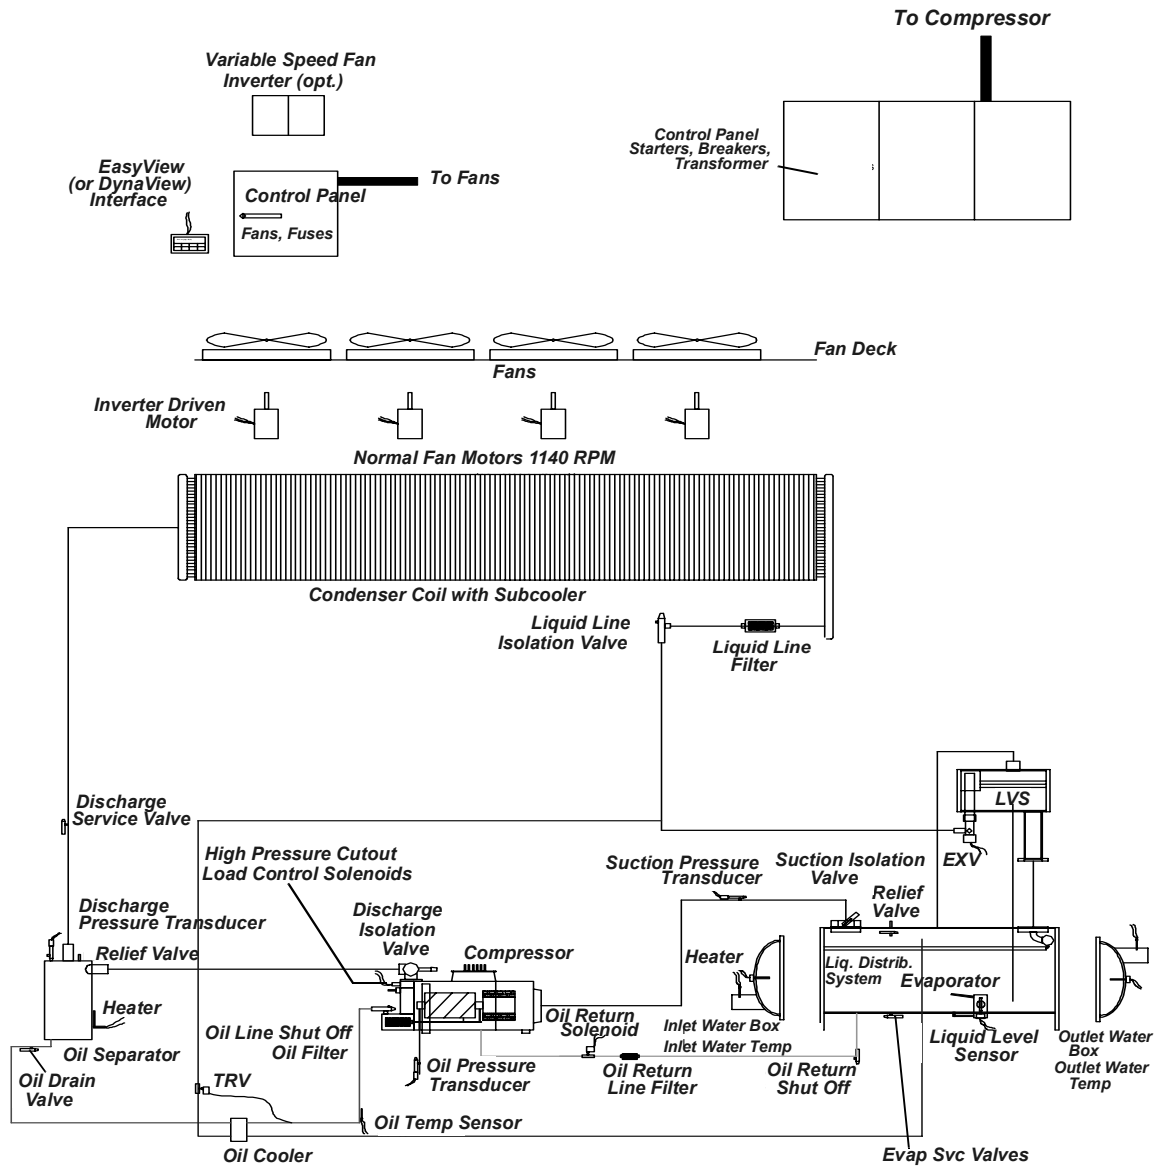 To Compressor
Variable Speed Fan
Inverter (opt.)
Control Panel
Starters, Breakers,
Transformer
EasyView
(or DynaView)
Interface
To Fans
Control Panel
Fans, Fuses
Fan Deck
Fans
Inverter Driven
Motor
Normal Fan Motors 1140 RPM
Condenser Coil with Subcooler
Liquid Line
Isolation Valve
Liquid Line
Filter
LVS
EXV
Discharge
Service Valve
High Pressure Cutout
Load Control Solenoids
Suction Pressure
Transducer
Suction Isolation
Valve
Relief
Valve
Discharge
Pressure Transducer
Discharge
Isolation
Valve
Relief Valve
Compressor
Heater
Liq. Distrib.
System
Evaporator
Heater
Oil Return
Solenoid
Inlet Water Box
Inlet Water Temp
Oil Line Shut Off
Oil Filter
Liquid Level
Sensor
Outlet Water
Box
Outlet Water
Temp
Oil Separator
Oil Pressure
Transducer
Oil Return
Line Filter
Oil Return
Shut Off
Oil Drain
Valve
TRV
Oil Temp Sensor
Oil Cooler
Evap Svc Valves